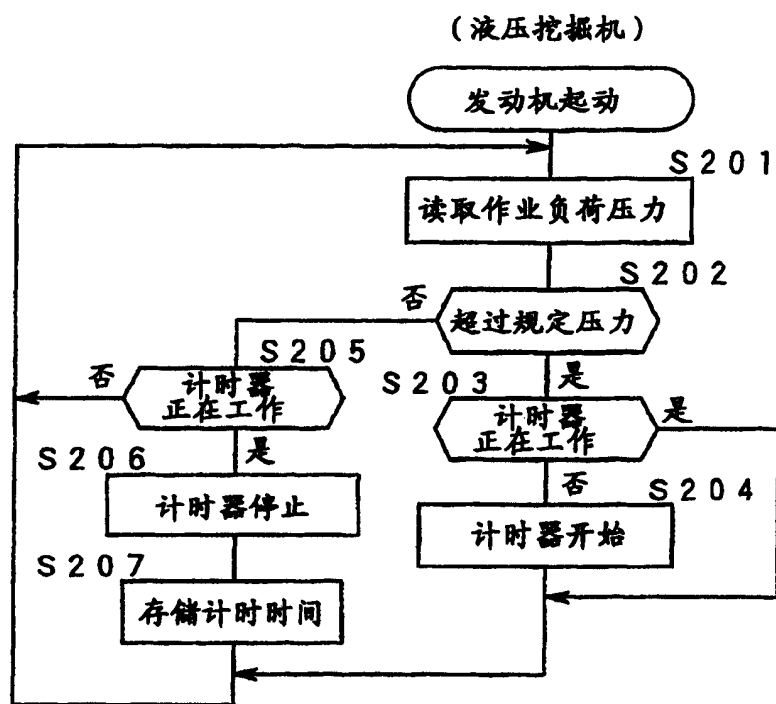 (液压挖掘机)
发动机起动
S201
读取作业负荷压力
S202
超过规定压力
否
是
S205
计时器
正在工作
否
是
S203
计时器
正在工作
是
否
S206
计时器停止
S204
计时器开始
S207
存储计时时间